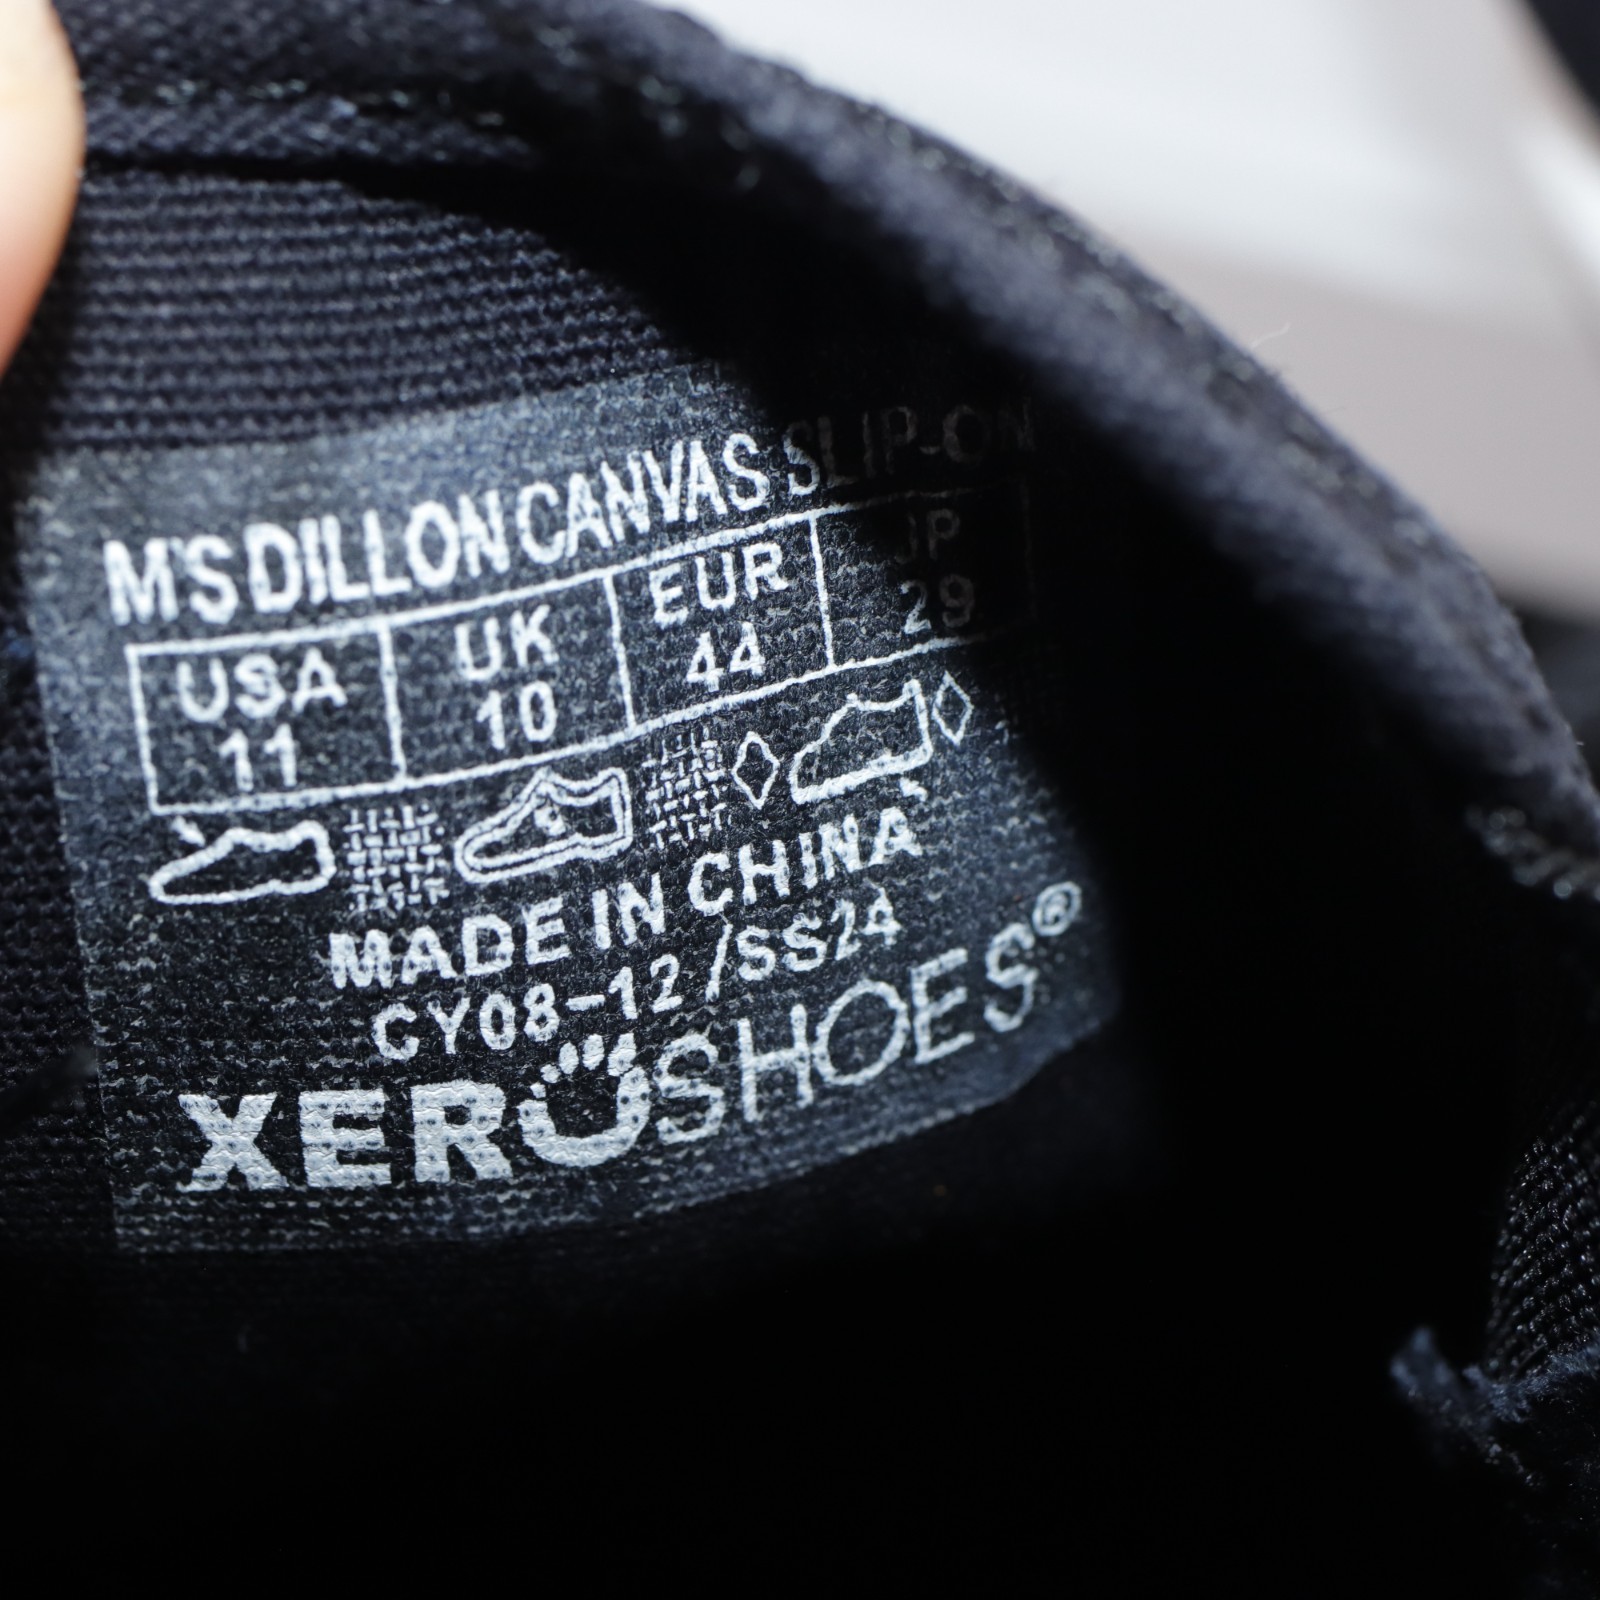 M'S DILLON CANVAS SLIP-ON
USA UK EUR JP
11 10 44 29
MADE IN CHINA
CY08-12/SS24
XEROSHOES®